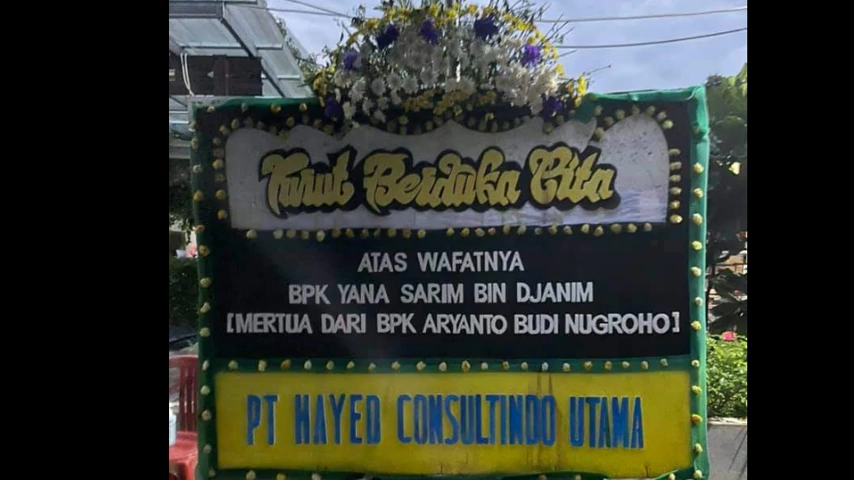 Turut Berduka Cita
ATAS WAFATNYA
BPK YANA SARIM BIN DJANIM
[MERTUA DARI BPK ARYANTO BUDI NUGROHO]
PT HAYED CONSULTINDO UTAMA